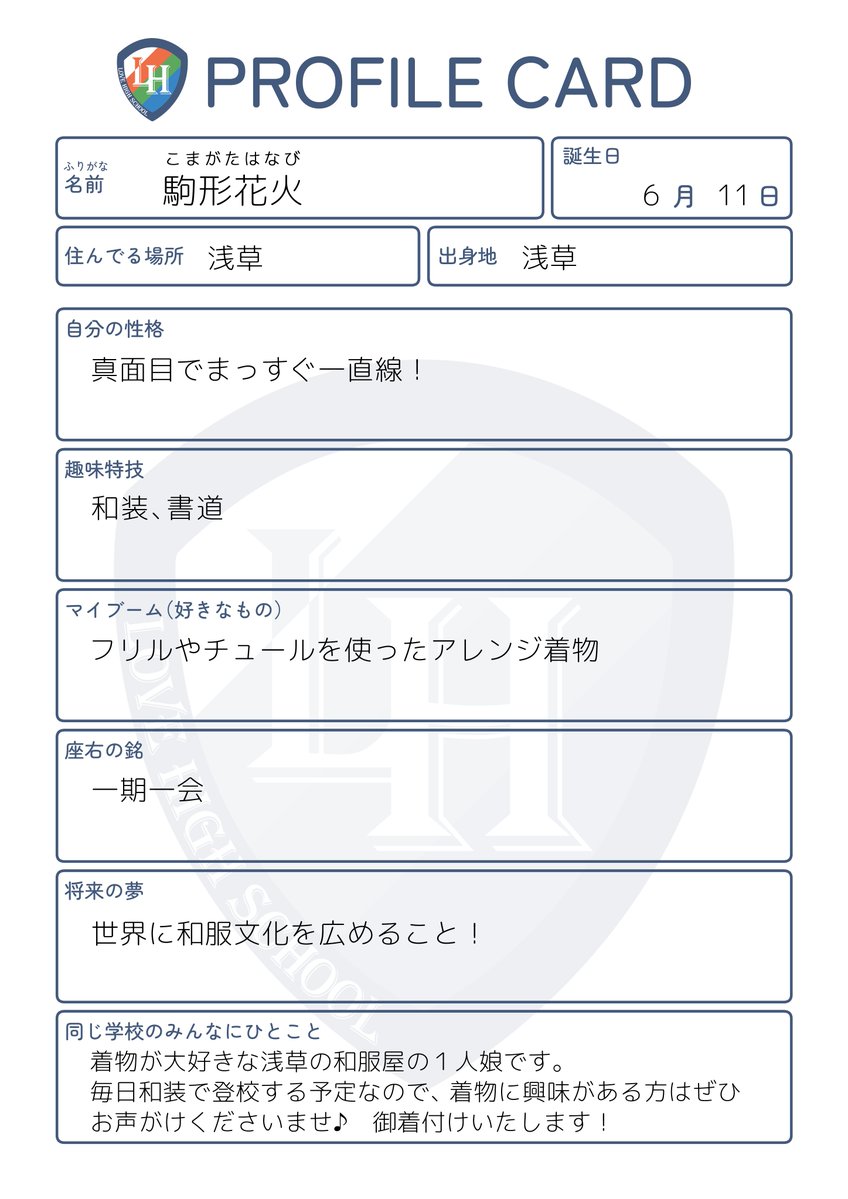 LH
LOVE HIGH SCHOOL
PROFILE CARD
ふりがな
こまがたはなび
名前
駒形花火
誕生日
6 月 11 日
住んでる場所 浅草
出身地 浅草
自分の性格
真面目でまっすぐ一直線！
趣味特技
和装、書道
マイブーム（好きなもの）
フリルやチュールを使ったアレンジ着物
座右の銘
一期一会
将来の夢
世界に和服文化を広めること！
同じ学校のみんなにひとこと
着物が大好きな浅草の和服屋の１人娘です。
毎日和装で登校する予定なので、着物に興味がある方はぜひ
お声がけくださいませ♪　御着付けいたします！
LH
LOVE HIGH SCHOOL